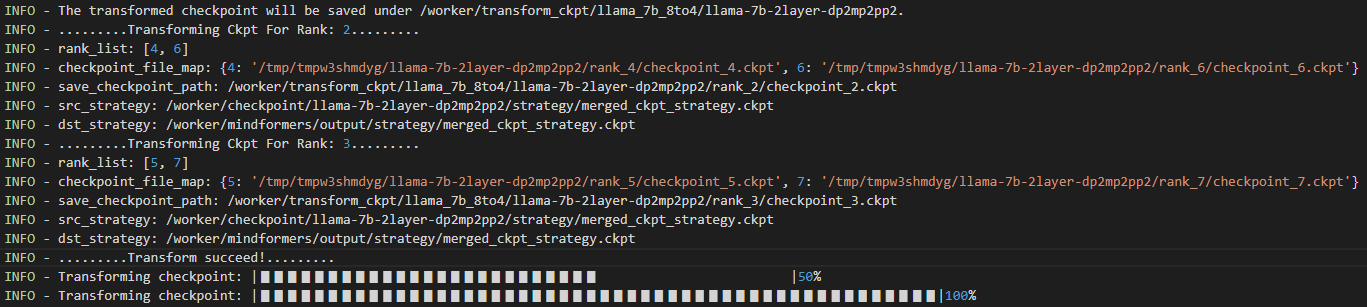 INFO - The transformed checkpoint will be saved under /worker/transform_ckpt/llama_7b_8to4/llama-7b-2layer-dp2mp2pp2.
INFO - .........Transforming Ckpt For Rank: 2.........
INFO - rank_list: [4, 6]
INFO - checkpoint_file_map: {4: '/tmp/tmpw3shmdyg/llama-7b-2layer-dp2mp2pp2/rank_4/checkpoint_4.ckpt', 6: '/tmp/tmpw3shmdyg/llama-7b-2layer-dp2mp2pp2/rank_6/checkpoint_6.ckpt'}
INFO - save_checkpoint_path: /worker/transform_ckpt/llama_7b_8to4/llama-7b-2layer-dp2mp2pp2/rank_2/checkpoint_2.ckpt
INFO - src_strategy: /worker/checkpoint/llama-7b-2layer-dp2mp2pp2/strategy/merged_ckpt_strategy.ckpt
INFO - dst_strategy: /worker/mindformers/output/strategy/merged_ckpt_strategy.ckpt
INFO - .........Transforming Ckpt For Rank: 3.........
INFO - rank_list: [5, 7]
INFO - checkpoint_file_map: {5: '/tmp/tmpw3shmdyg/llama-7b-2layer-dp2mp2pp2/rank_5/checkpoint_5.ckpt', 7: '/tmp/tmpw3shmdyg/llama-7b-2layer-dp2mp2pp2/rank_7/checkpoint_7.ckpt'}
INFO - save_checkpoint_path: /worker/transform_ckpt/llama_7b_8to4/llama-7b-2layer-dp2mp2pp2/rank_3/checkpoint_3.ckpt
INFO - src_strategy: /worker/checkpoint/llama-7b-2layer-dp2mp2pp2/strategy/merged_ckpt_strategy.ckpt
INFO - dst_strategy: /worker/mindformers/output/strategy/merged_ckpt_strategy.ckpt
INFO - .........Transform succeed!.........
INFO - Transforming checkpoint: |█████████████████████████ |50%
INFO - Transforming checkpoint: |██████████████████████████████████████████████████|100%